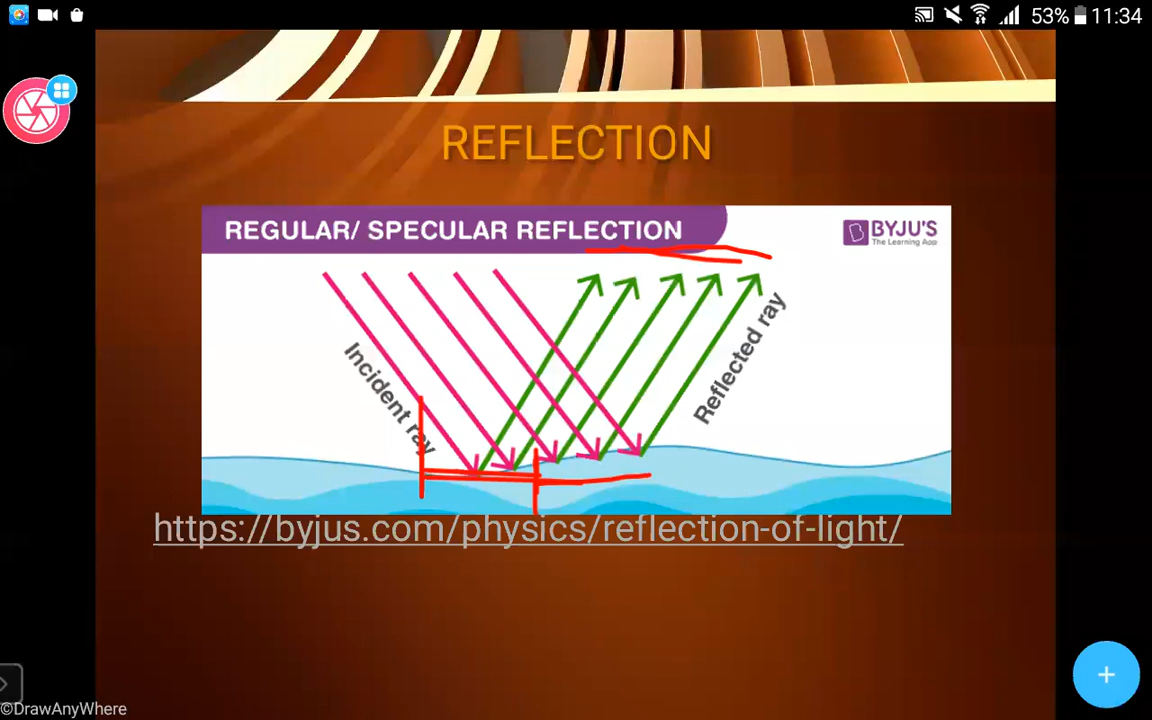 53% 11:34
REFLECTION
REGULAR/ SPECULAR REFLECTION
BYJU'S
The Learning App
Incident ray
Reflected ray
https://byjus.com/physics/reflection-of-light/
©DrawAnyWhere